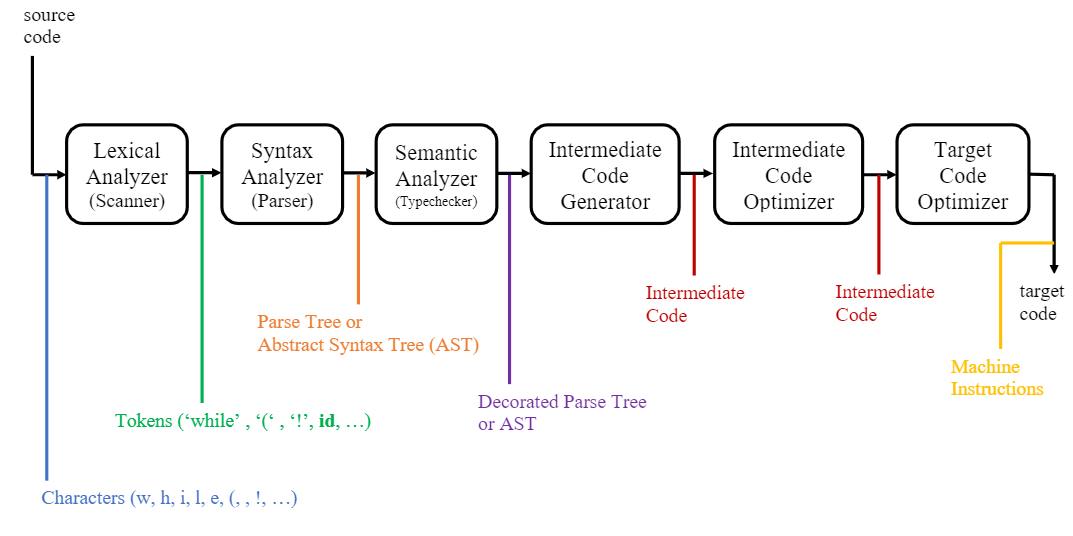 source
code
Lexical
Analyzer
(Scanner)
Syntax
Analyzer
(Parser)
Semantic
Analyzer
(Typechecker)
Intermediate
Code
Generator
Intermediate
Code
Optimizer
Target
Code
Optimizer
Intermediate
Code
Intermediate
Code
target
code
Parse Tree or
Abstract Syntax Tree (AST)
Machine
Instructions
Decorated Parse Tree
or AST
Tokens (‘while’ , ‘(‘ , ‘!’, id, …)
Characters (w, h, i, l, e, (, , !, …)